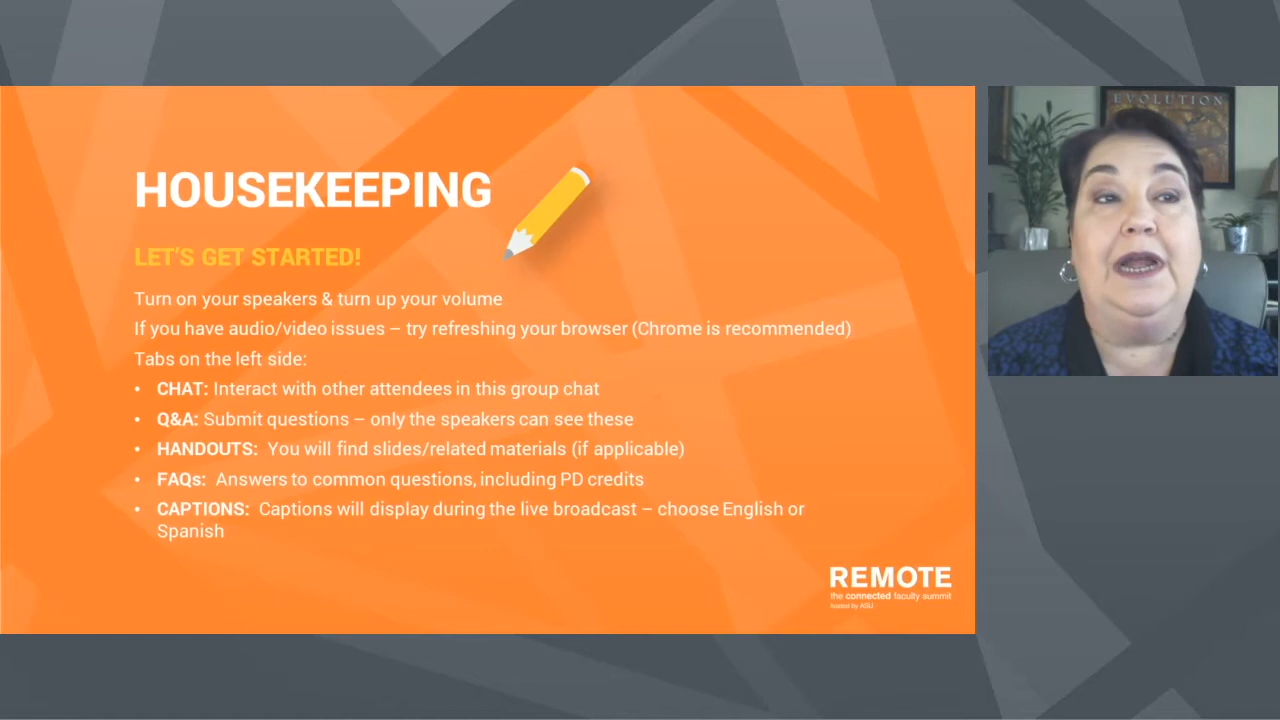 HOUSEKEEPING
LET'S GET STARTED!
Turn on your speakers & turn up your volume
If you have audio/video issues – try refreshing your browser (Chrome is recommended)
Tabs on the left side:
• CHAT: Interact with other attendees in this group chat
• Q&A: Submit questions – only the speakers can see these
• HANDOUTS: You will find slides/related materials (if applicable)
• FAQs: Answers to common questions, including PD credits
• CAPTIONS: Captions will display during the live broadcast – choose English or
Spanish
REMOTE
the connected faculty summit
hosted by ASU
EVOLUTION